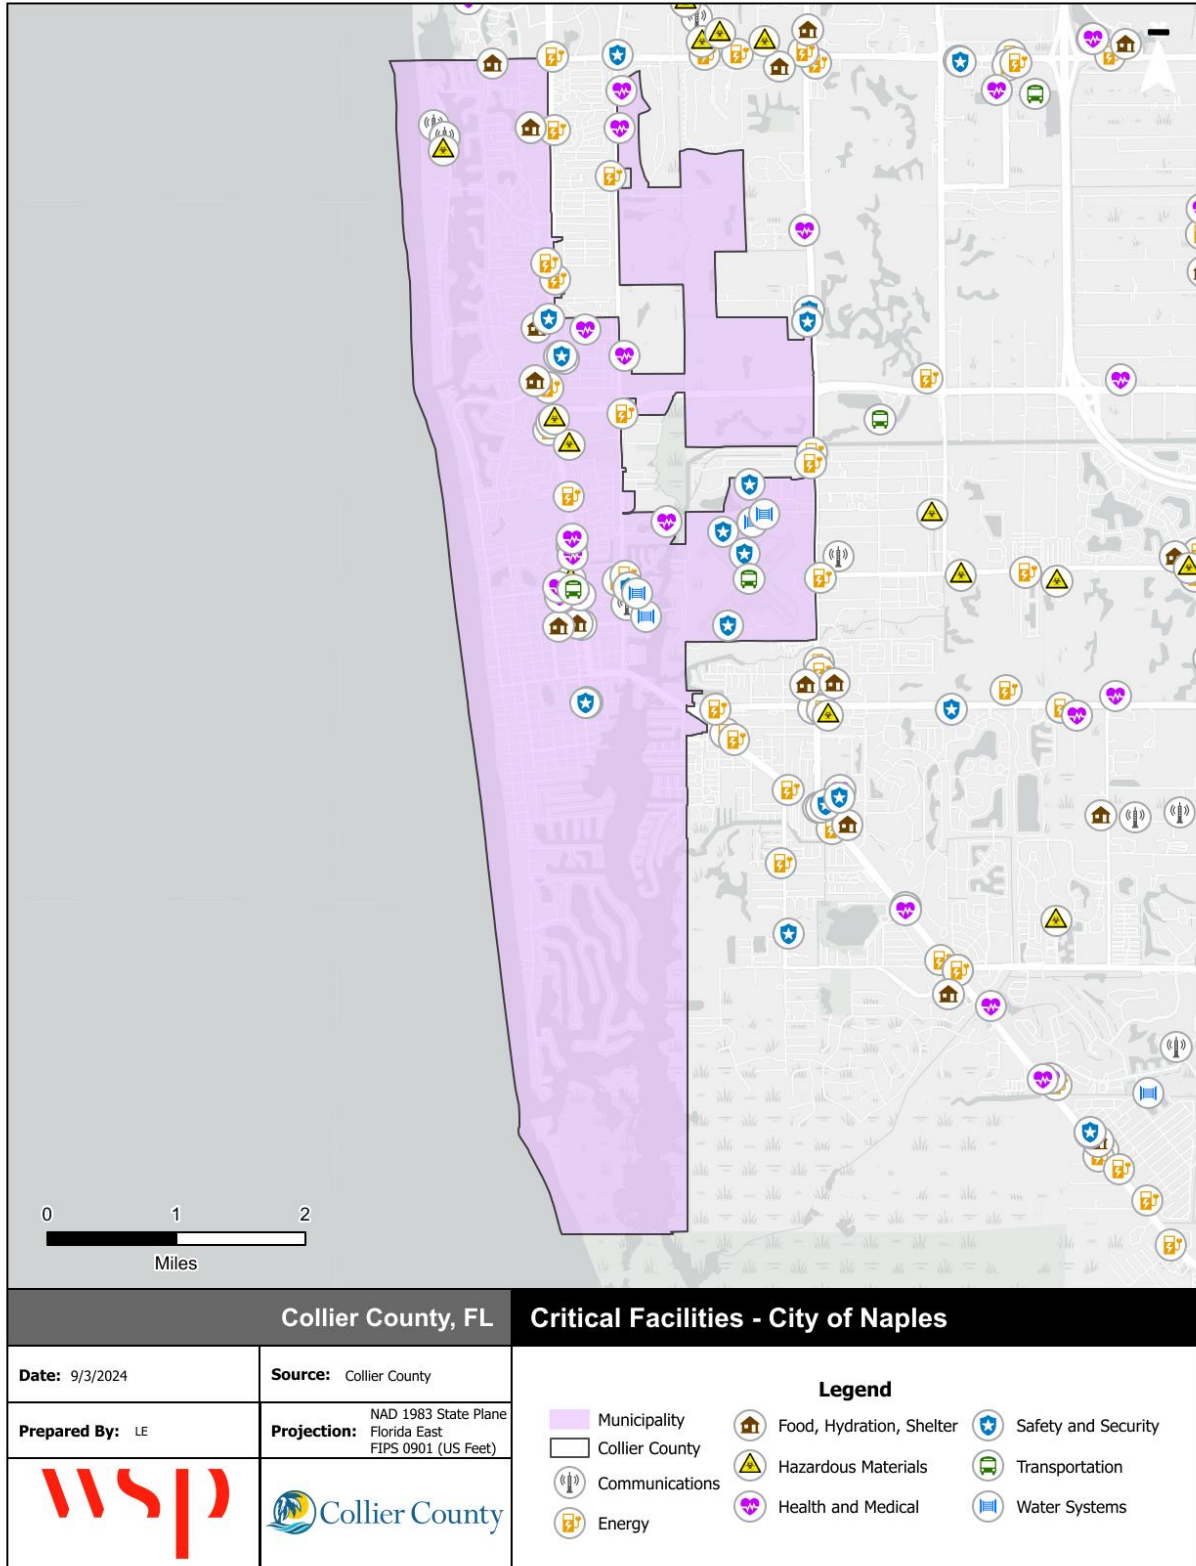 0 1 2
Miles
Collier County, FL
Critical Facilities - City of Naples
Date: 9/3/2024
Source: Collier County
Prepared By: LE
Projection: NAD 1983 State Plane
Florida East
FIPS 0901 (US Feet)
wsp
Collier County
Legend
Municipality
Collier County
Communications
Energy
Food, Hydration, Shelter
Hazardous Materials
Health and Medical
Safety and Security
Transportation
Water Systems